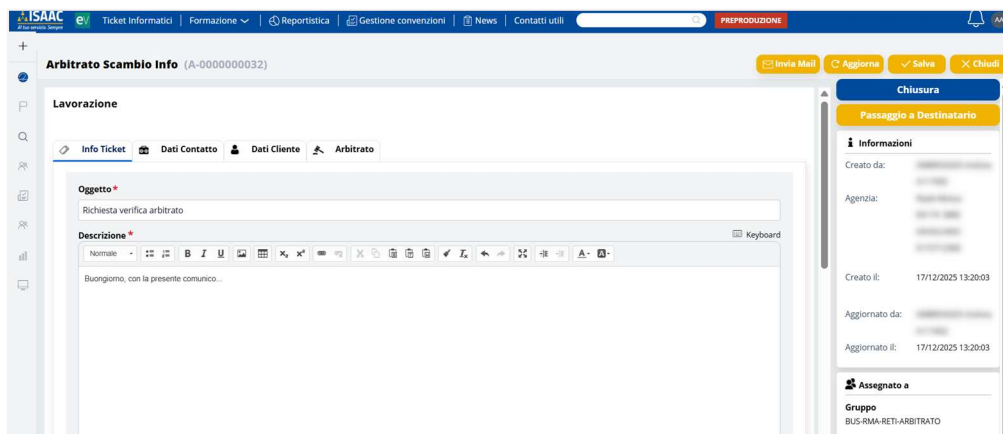 ISAAC
Al tuo servizio. Sempre
eV
Ticket Informatici
Formazione
Reportistica
Gestione convenzioni
News
Contatti utili
PREPRODUZIONE
AA
Arbitrato Scambio Info (A-0000000032)
Invia Mail
Aggiorna
Salva
Chiudi
Lavorazione
Chiusura
Passaggio a Destinatario
Info Ticket
Dati Contatto
Dati Cliente
Arbitrato
Informazioni
Creato da:
Agenzia:
Oggetto *
Richiesta verifica arbitrato
Descrizione *
Keyboard
Normale
B I U
Buongiorno, con la presente comunico...
Creato il: 17/12/2025 13:20:03
Aggiornato da:
Aggiornato il: 17/12/2025 13:20:03
Assegnato a
Gruppo
BUS-RMA-RETI-ARBITRATO